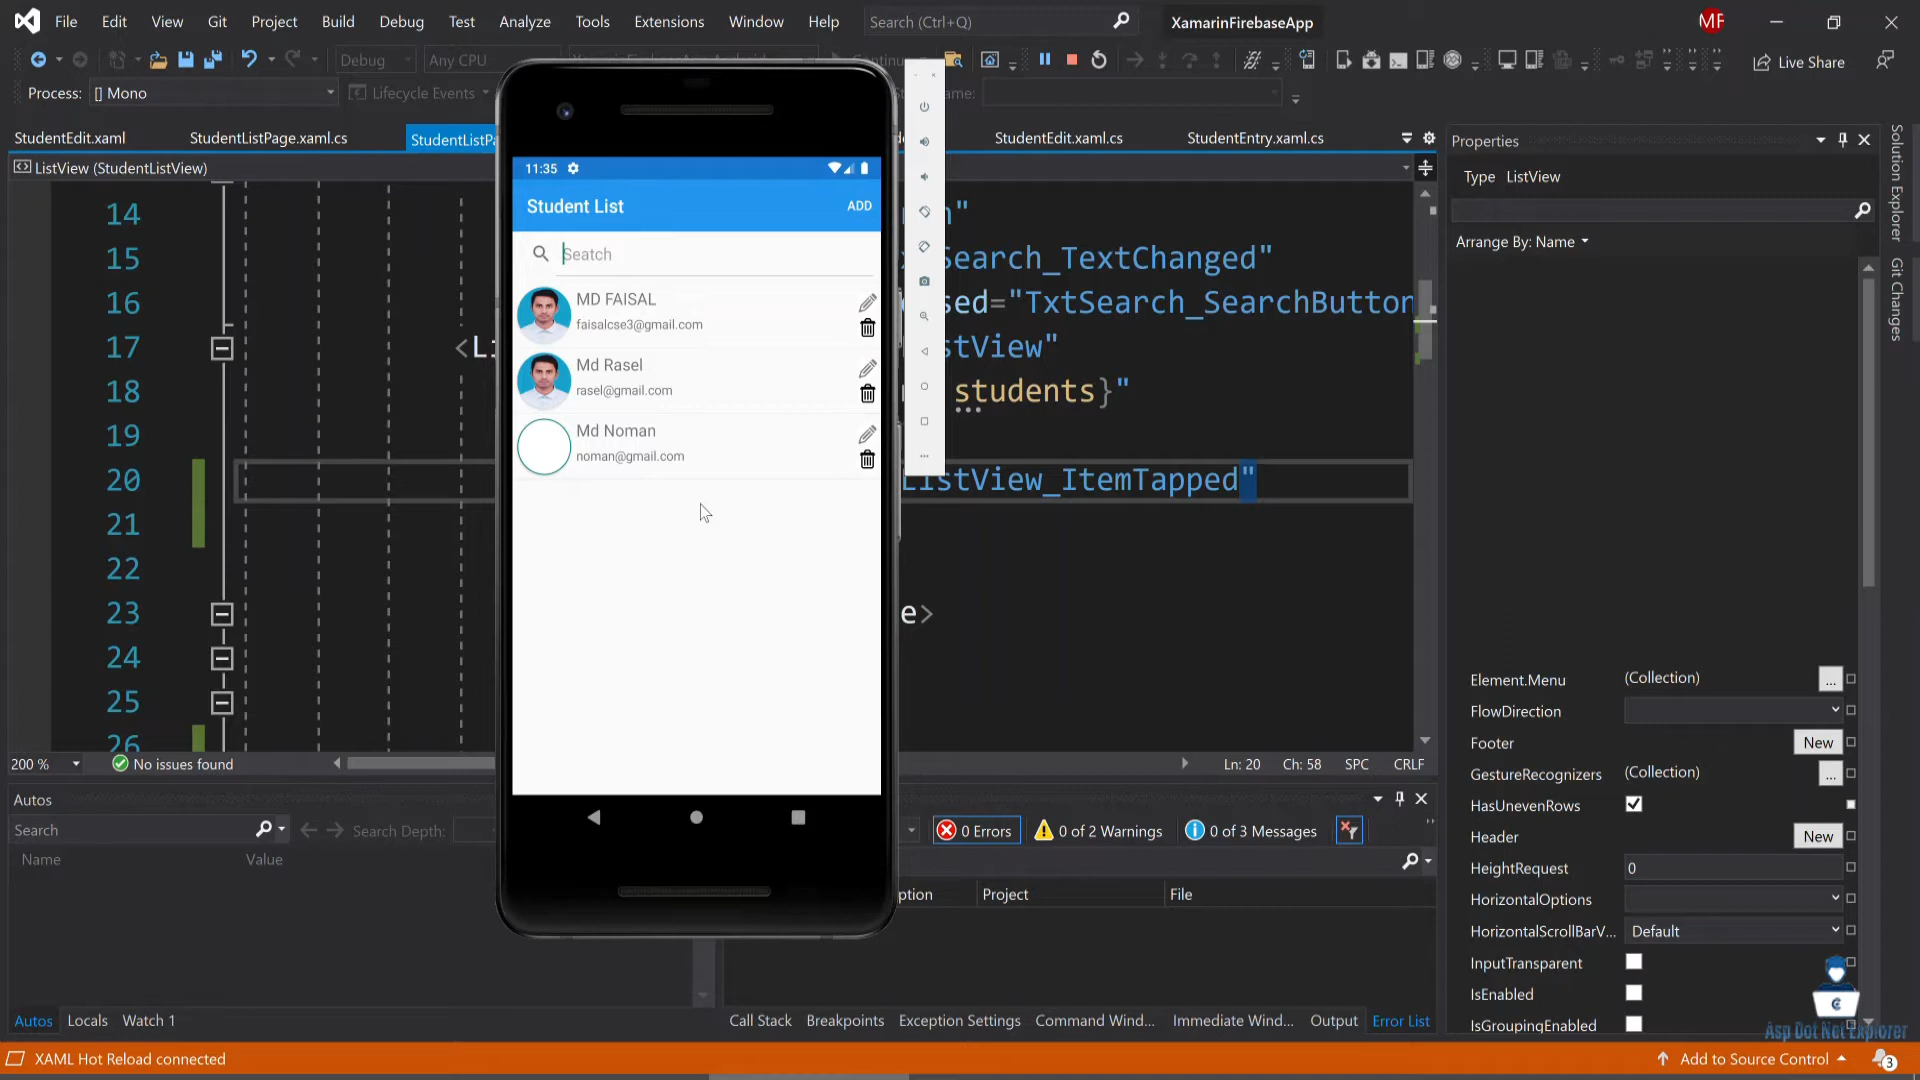 File Edit View Git Project Build Debug Test Analyze Tools Extensions Window Help Search (Ctrl+Q) XamarinFirebaseApp MF
Debug Any CPU Live Share
Process: [] Mono Lifecycle Events
StudentEdit.xaml StudentListPage.xaml.cs StudentEdit.xaml.cs StudentEntry.xaml.cs
ListView (StudentListView)
14
15 Search_TextChanged"
16 sed="TxtSearch_SearchButton
17 <L stView"
18 students}"
19
20 ListView_ItemTapped"
21
22
23 e>
24
25
26
11:35
Student List ADD
Seatch
MD FAISAL
faisalcse3@gmail.com
Md Rasel
rasel@gmail.com
Md Noman
noman@gmail.com
200 % No issues found Ln: 20 Ch: 58 SPC CRLF
Autos
Search Search Depth:
Name Value
0 Errors 0 of 2 Warnings 0 of 3 Messages
ption Project File
Autos Locals Watch 1
Call Stack Breakpoints Exception Settings Command Wind... Immediate Wind... Output Error List
Properties
Type ListView
Arrange By: Name
Element.Menu (Collection) ...
FlowDirection
Footer New
GestureRecognizers (Collection) ...
HasUnevenRows
Header New
HeightRequest 0
HorizontalOptions
HorizontalScrollBarV... Default
InputTransparent
IsEnabled
IsGroupingEnabled
Solution Explorer
Git Changes
Asp Dot Net Explorer
XAML Hot Reload connected Add to Source Control 3